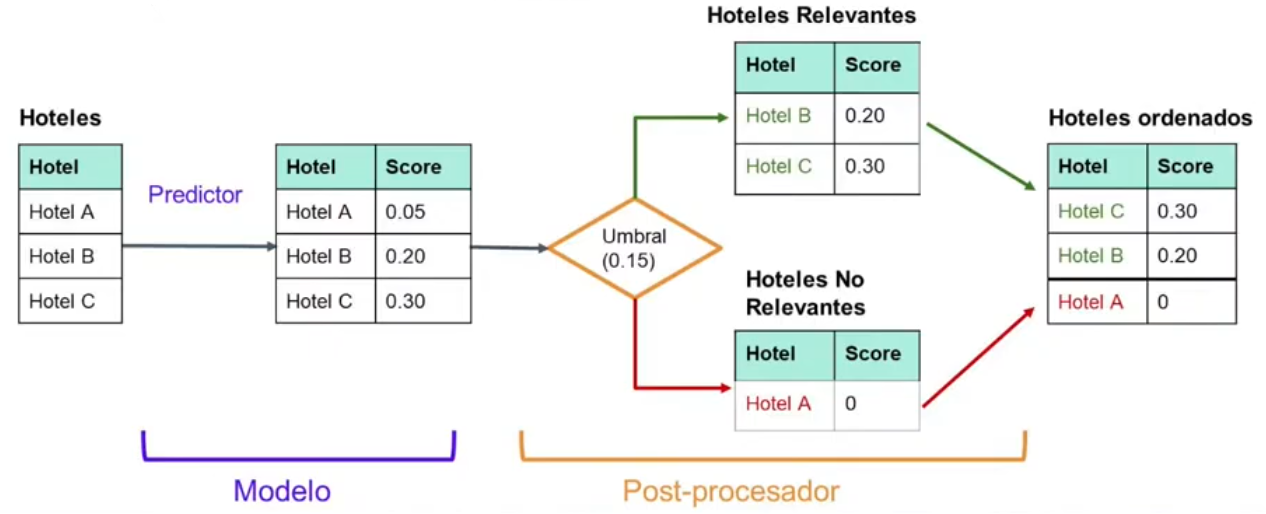 Hoteles
Hotel
Hotel A
Hotel B
Hotel C
Predictor
Hotel Score
Hotel A 0.05
Hotel B 0.20
Hotel C 0.30
Umbral
(0.15)
Hoteles Relevantes
Hotel Score
Hotel B 0.20
Hotel C 0.30
Hoteles No
Relevantes
Hotel Score
Hotel A 0
Hoteles ordenados
Hotel Score
Hotel C 0.30
Hotel B 0.20
Hotel A 0
Modelo
Post-procesador